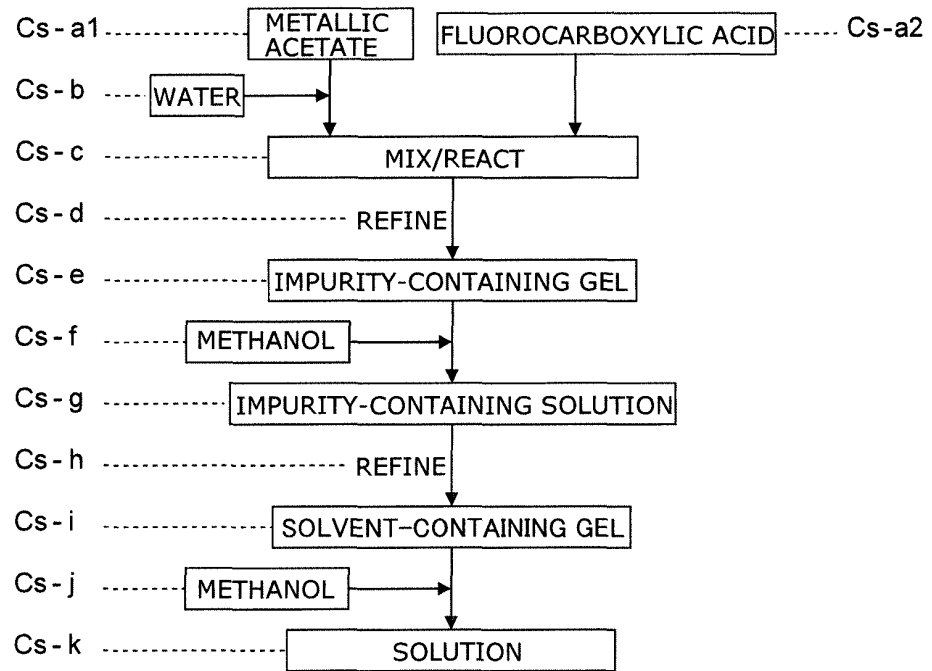 Cs-a1 METALLIC ACETATE FLUOROCARBOXYLIC ACID Cs-a2
Cs-b WATER
Cs-c MIX/REACT
Cs-d REFINE
Cs-e IMPURITY-CONTAINING GEL
Cs-f METHANOL
Cs-g IMPURITY-CONTAINING SOLUTION
Cs-h REFINE
Cs-i SOLVENT-CONTAINING GEL
Cs-j METHANOL
Cs-k SOLUTION